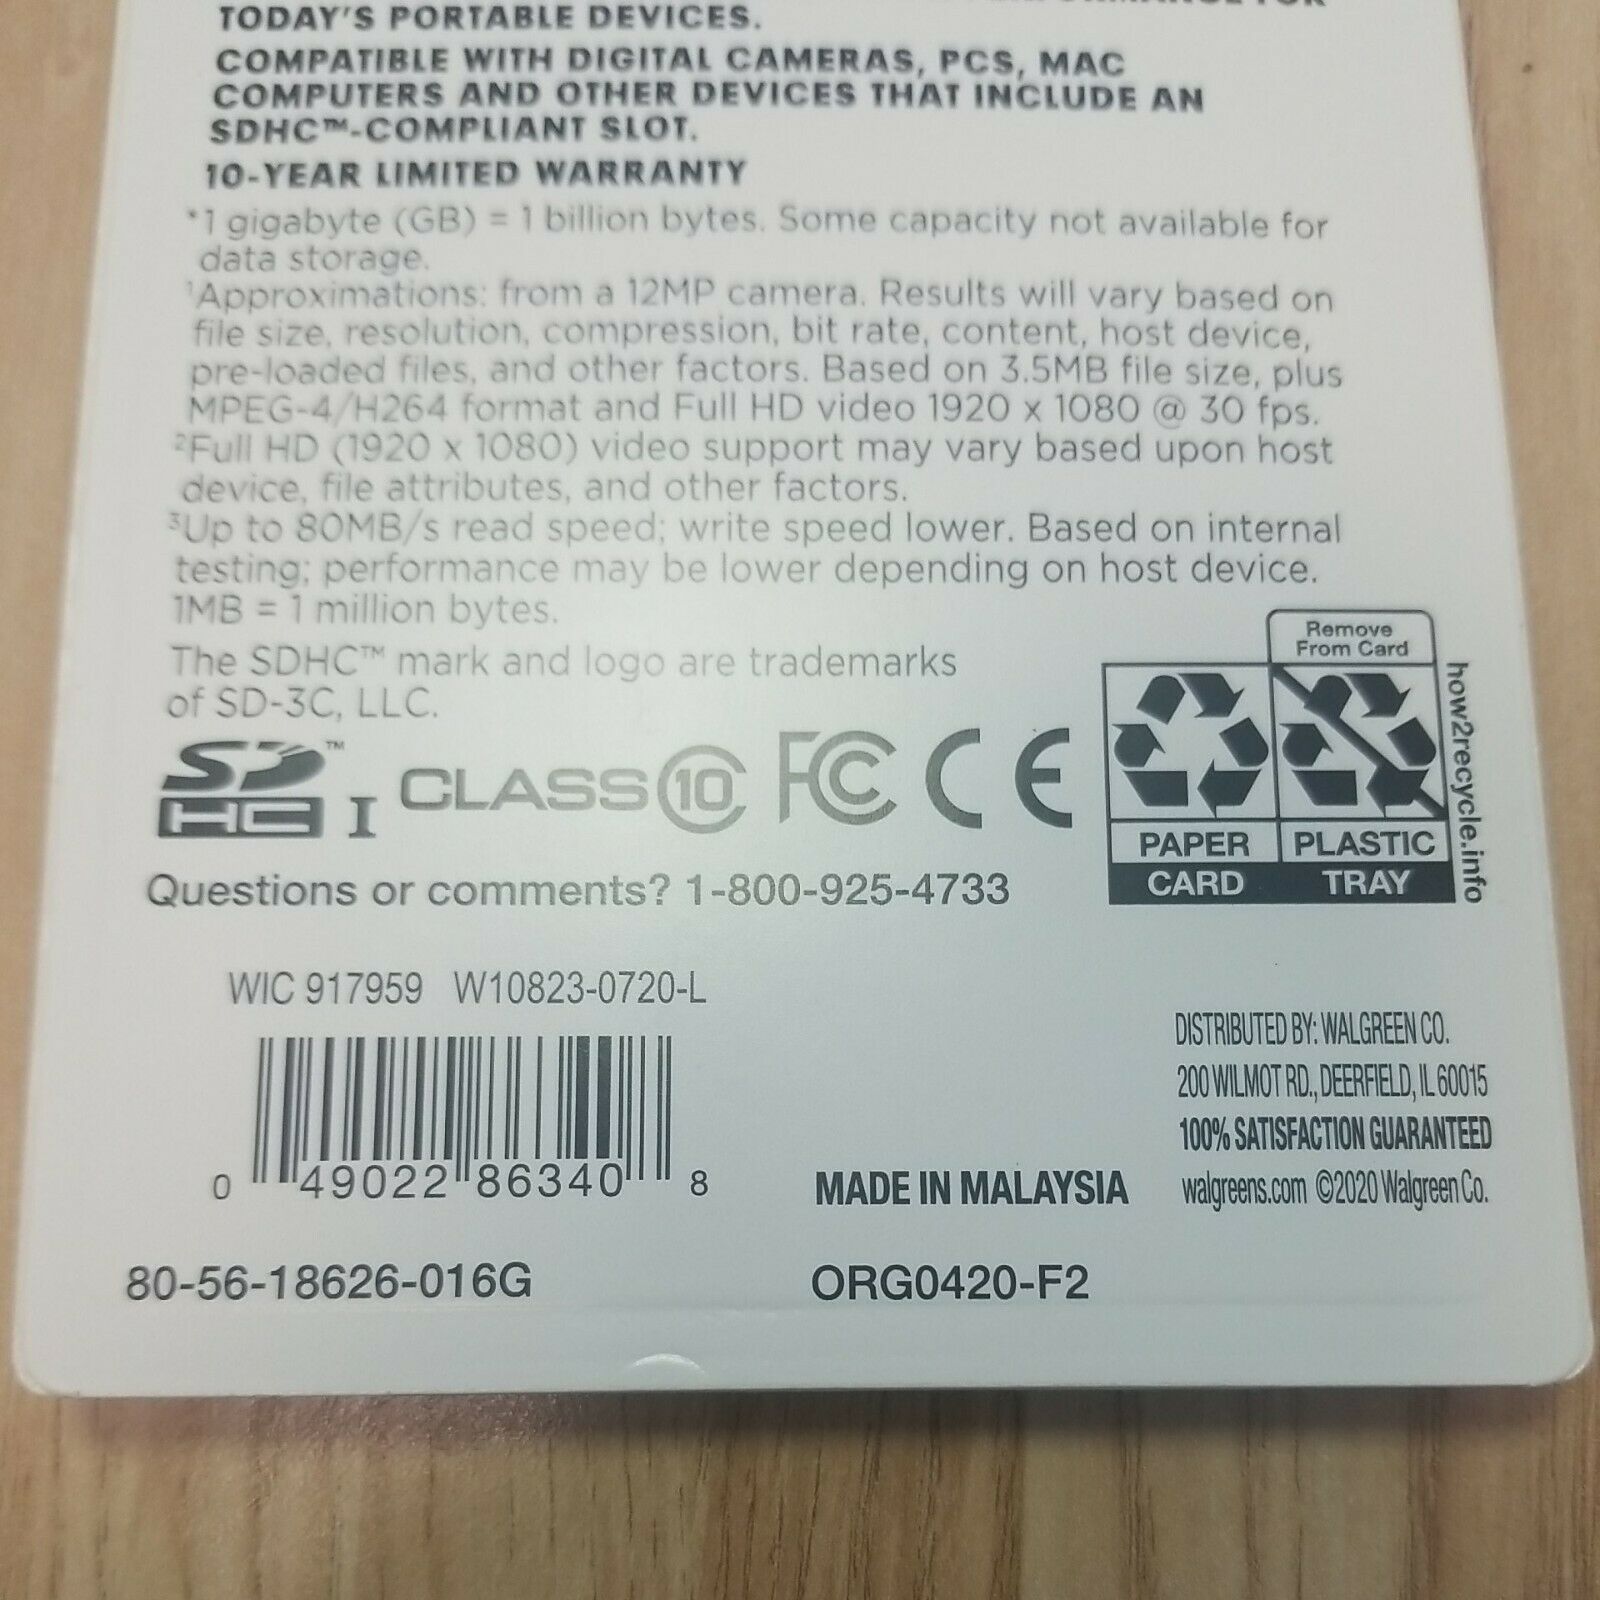 FOR
TODAY'S PORTABLE DEVICES.
COMPATIBLE WITH DIGITAL CAMERAS, PCS, MAC
COMPUTERS AND OTHER DEVICES THAT INCLUDE AN
SDHC™-COMPLIANT SLOT.
10-YEAR LIMITED WARRANTY
*1 gigabyte (GB) = 1 billion bytes. Some capacity not available for
data storage.
¹Approximations: from a 12MP camera. Results will vary based on
file size, resolution, compression, bit rate, content, host device,
pre-loaded files, and other factors. Based on 3.5MB file size, plus
MPEG-4/H264 format and Full HD video 1920 x 1080 @ 30 fps.
²Full HD (1920 x 1080) video support may vary based upon host
device, file attributes, and other factors.
³Up to 80MB/s read speed; write speed lower. Based on internal
testing; performance may be lower depending on host device.
1MB = 1 million bytes.
The SDHC™ mark and logo are trademarks
of SD-3C, LLC.
SD™
HC I CLASS 10 FC CE
Remove
From Card
PAPER PLASTIC
CARD TRAY
how2recycle.info
Questions or comments? 1-800-925-4733
WIC 917959 W10823-0720-L
0 49022 86340 8
DISTRIBUTED BY: WALGREEN CO.
200 WILMOT RD., DEERFIELD, IL 60015
100% SATISFACTION GUARANTEED
walgreens.com ©2020 Walgreen Co.
MADE IN MALAYSIA
80-56-18626-016G
ORG0420-F2